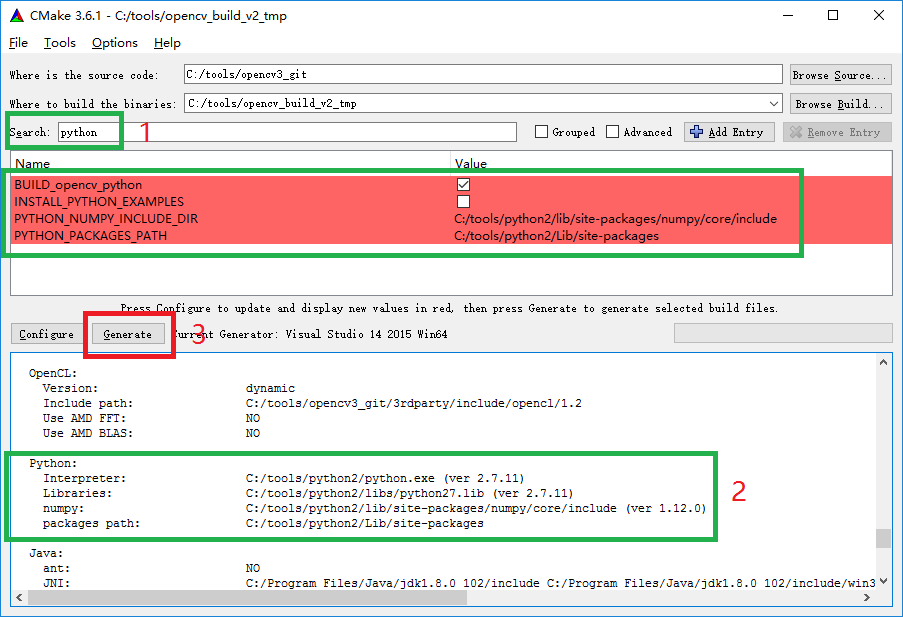 CMake 3.6.1 - C:/tools/opencv_build_v2_tmp
File Tools Options Help
Where is the source code: C:/tools/opencv3_git Browse Source...
Where to build the binaries: C:/tools/opencv_build_v2_tmp Browse Build...
Search: python 1 Grouped Advanced Add Entry Remove Entry
Name Value
BUILD_opencv_python
INSTALL_PYTHON_EXAMPLES
PYTHON_NUMPY_INCLUDE_DIR C:/tools/python2/lib/site-packages/numpy/core/include
PYTHON_PACKAGES_PATH C:/tools/python2/Lib/site-packages
Press Configure to update and display new values in red, then press Generate to generate selected build files.
Configure Generate 3 urrent Generator: Visual Studio 14 2015 Win64
OpenCL:
Version: dynamic
Include path: C:/tools/opencv3_git/3rdparty/include/opencl/1.2
Use AMD FFT: NO
Use AMD BLAS: NO
Python:
Interpreter: C:/tools/python2/python.exe (ver 2.7.11)
Libraries: C:/tools/python2/libs/python27.lib (ver 2.7.11)
2
numpy: C:/tools/python2/lib/site-packages/numpy/core/include (ver 1.12.0)
packages path: C:/tools/python2/Lib/site-packages
Java:
ant: NO
JNI: C:/Program Files/Java/jdk1.8.0_102/include C:/Program Files/Java/jdk1.8.0_102/include/win3